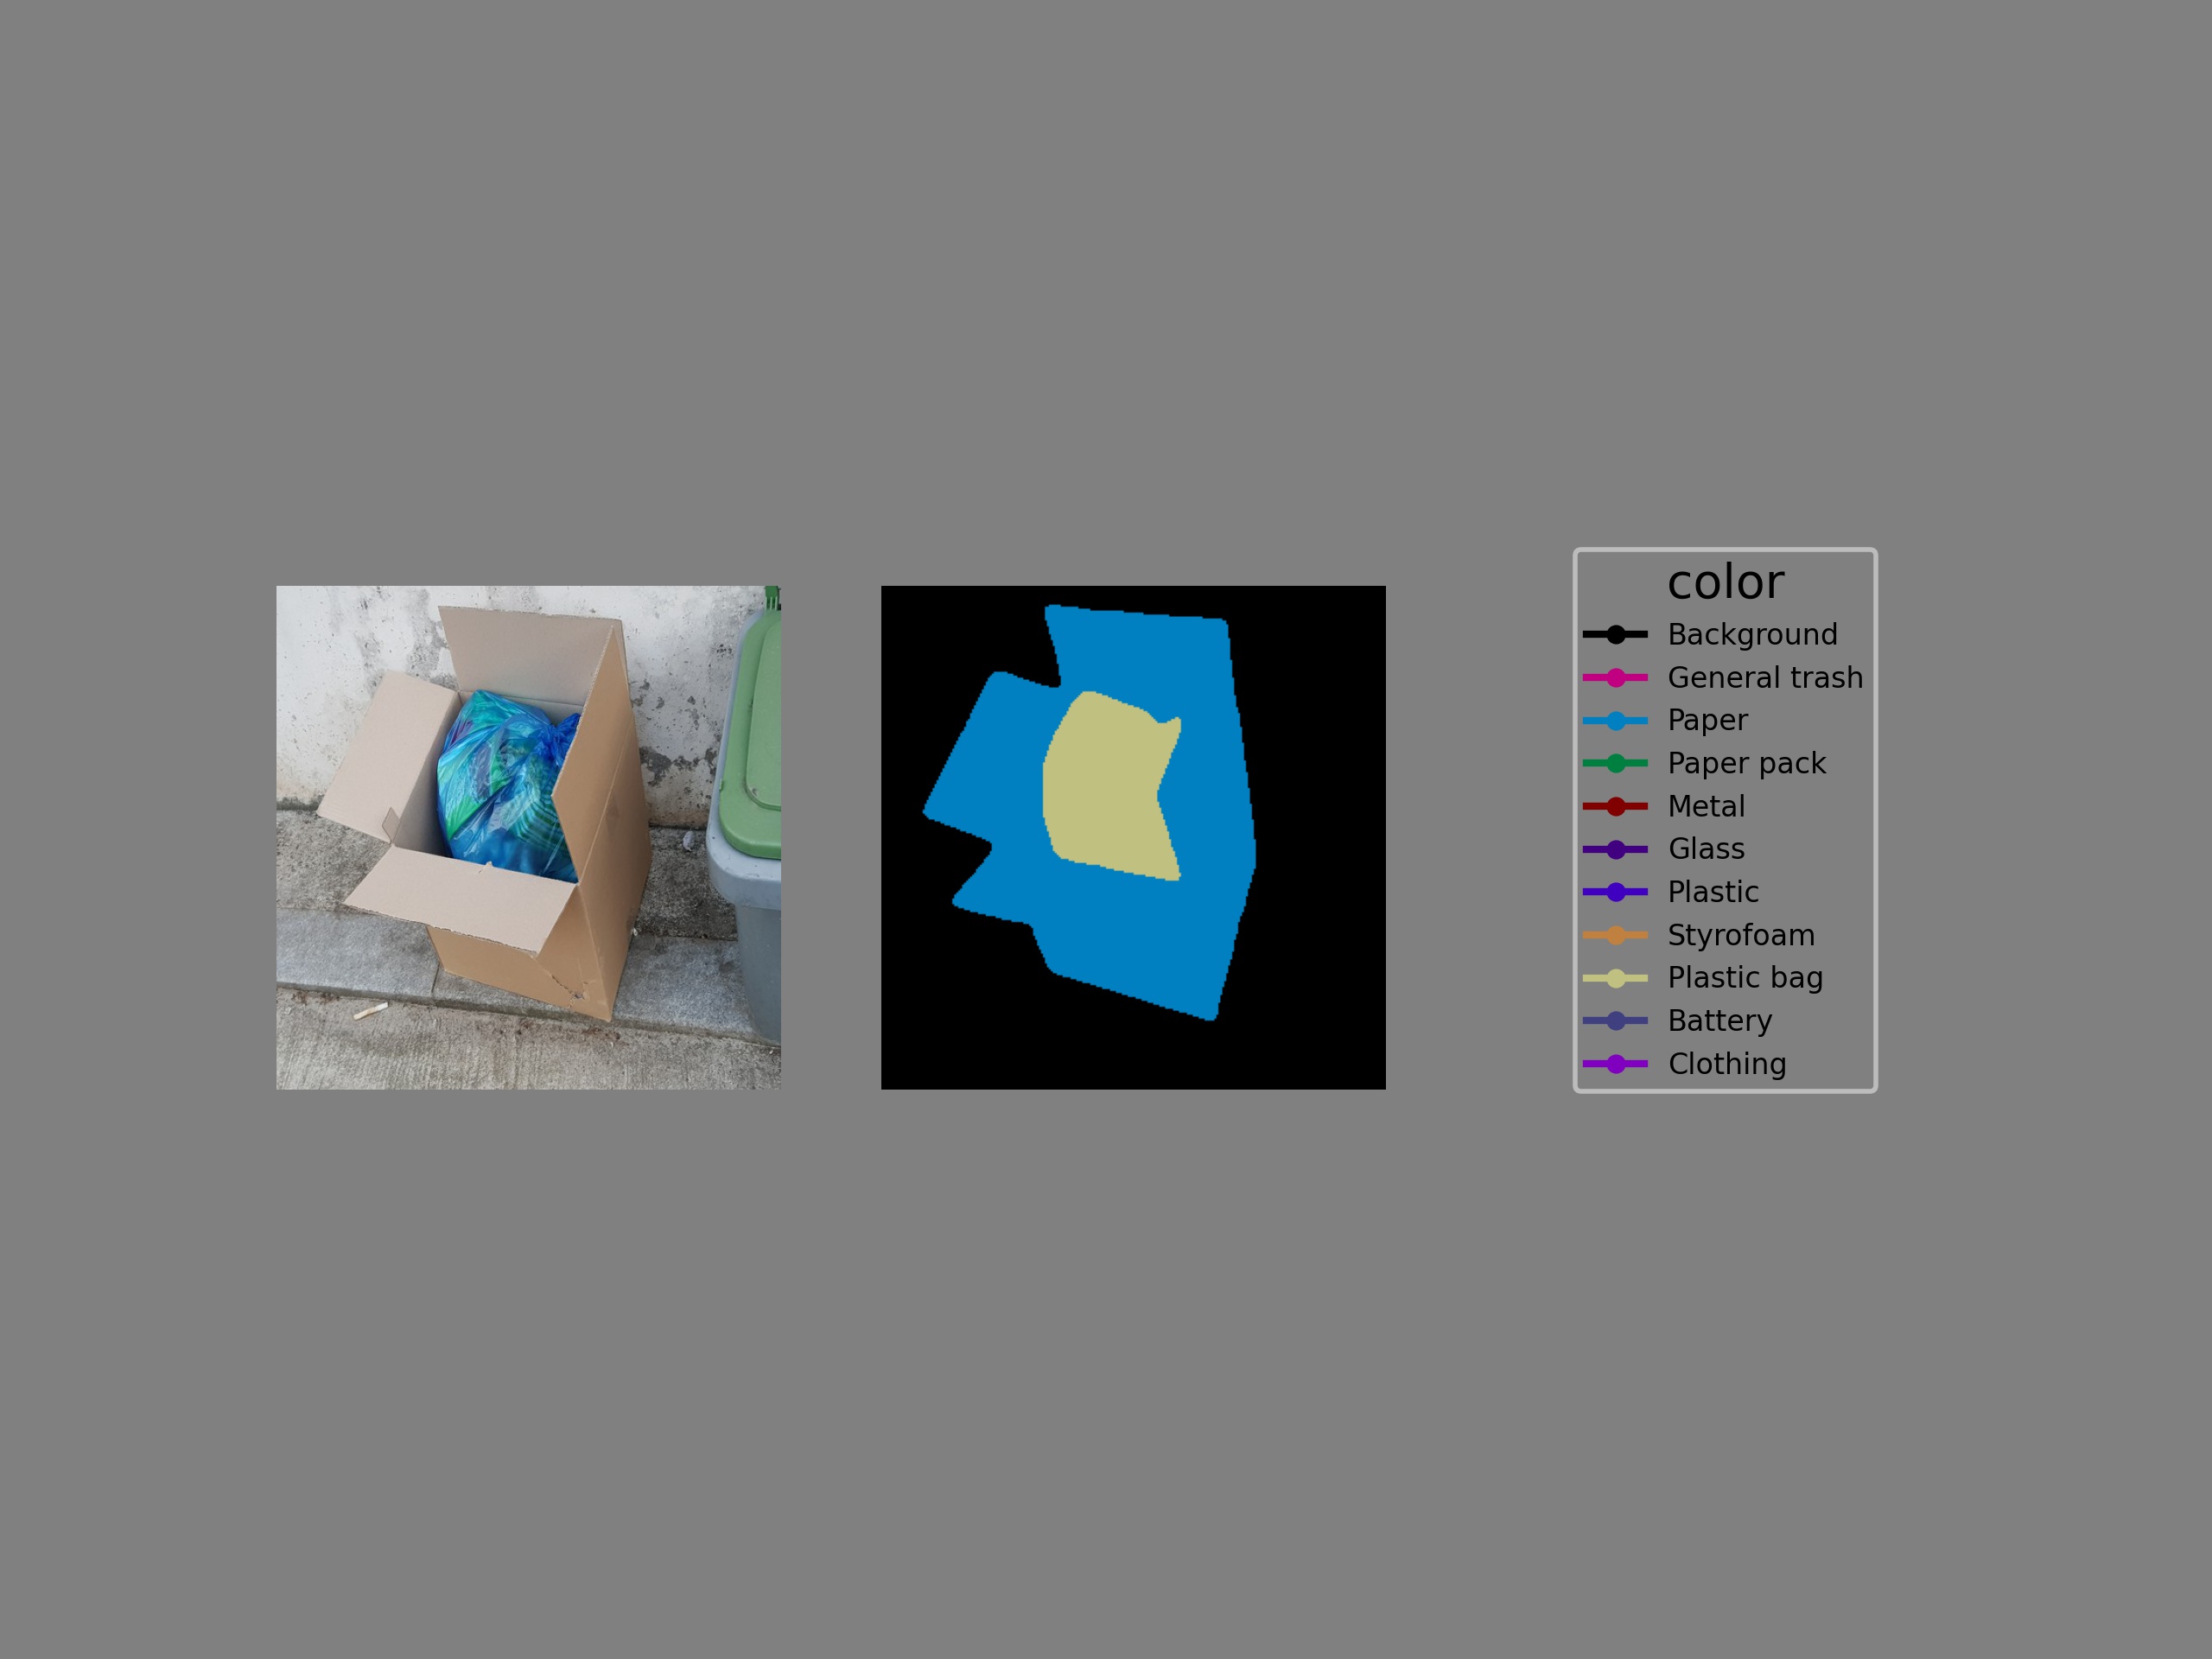 color
Background
General trash
Paper
Paper pack
Metal
Glass
Plastic
Styrofoam
Plastic bag
Battery
Clothing